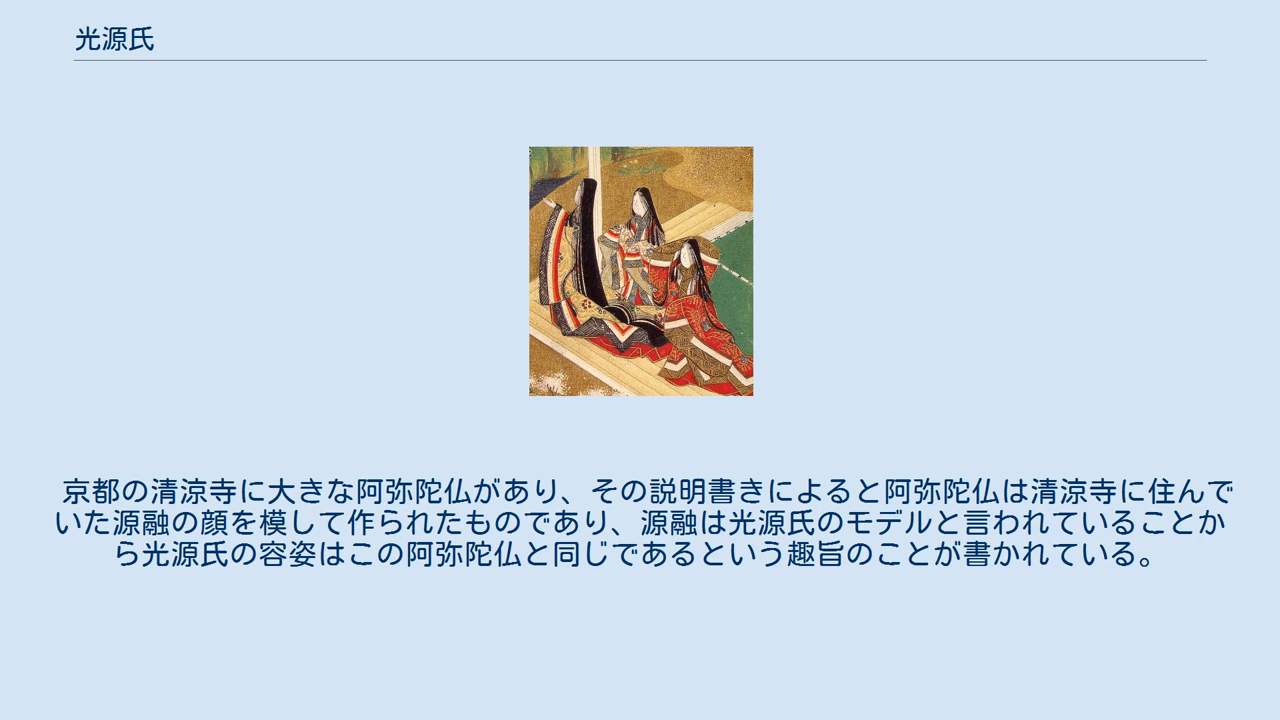 光源氏
京都の清涼寺に大きな阿弥陀仏があり、その説明書きによると阿弥陀仏は清涼寺に住んで
いた源融の顔を模して作られたものであり、源融は光源氏のモデルと言われていることか
ら光源氏の容姿はこの阿弥陀仏と同じであるという趣旨のことが書かれている。